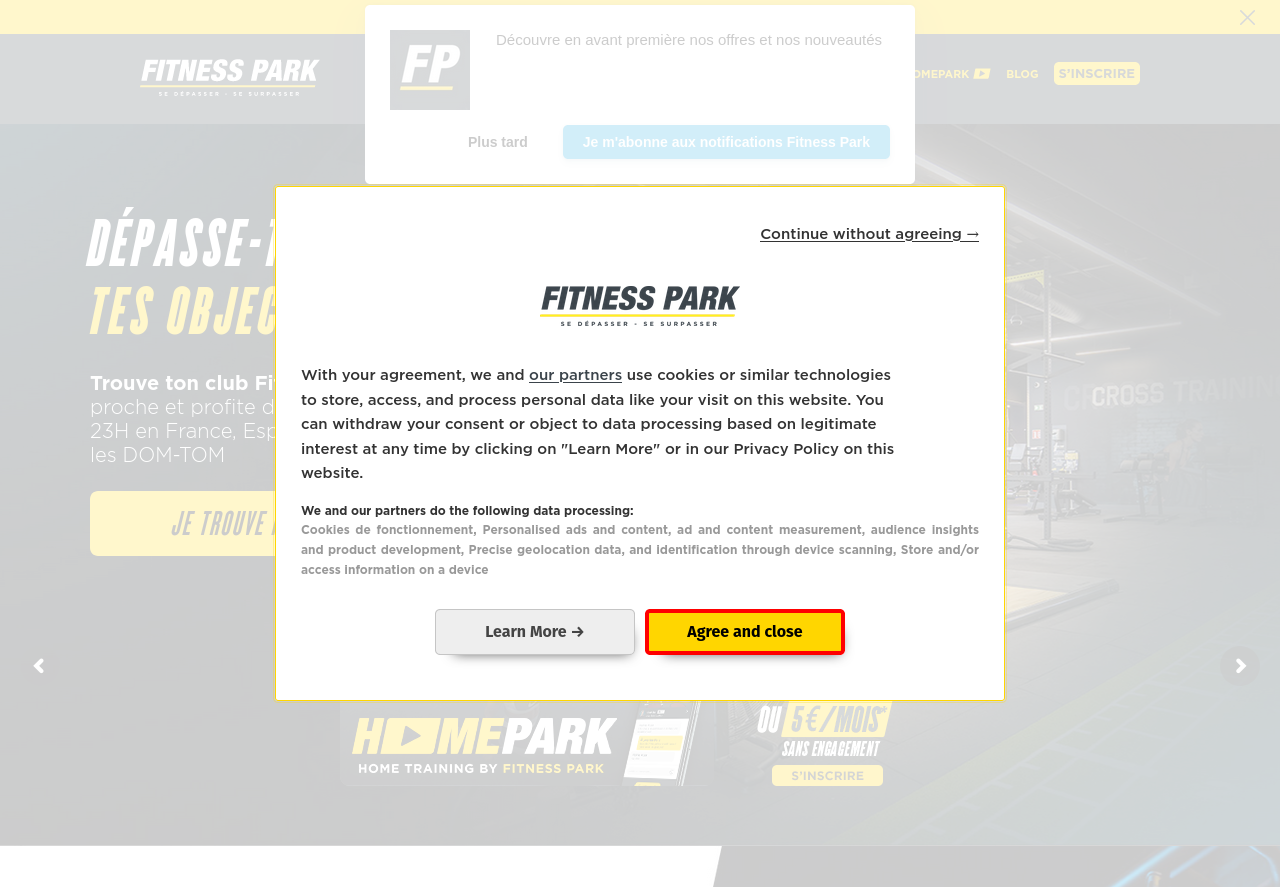 FP
Découvre en avant première nos offres et nos nouveautés
Plus tard
Je m'abonne aux notifications Fitness Park
FITNESS PARK
SE DÉPASSER - SE SURPASSER
BLOG
S'INSCRIRE
Continue without agreeing →
FITNESS PARK
SE DÉPASSER - SE SURPASSER
With your agreement, we and our partners use cookies or similar technologies
to store, access, and process personal data like your visit on this website. You
can withdraw your consent or object to data processing based on legitimate
interest at any time by clicking on "Learn More" or in our Privacy Policy on this
website.
We and our partners do the following data processing:
Cookies de fonctionnement, Personalised ads and content, ad and content measurement, audience insights
and product development, Precise geolocation data, and identification through device scanning, Store and/or
access information on a device
Learn More →
Agree and close
DÉPASSE-
TES
Trouve ton club
proche et profite
23H en France,
les DOM-TOM
JE TROUVE
CROSS TRAINING
HOMEPARK
HOME TRAINING BY FITNESS PARK
OU 5€/MOIS*
SANS ENGAGEMENT
S'INSCRIRE